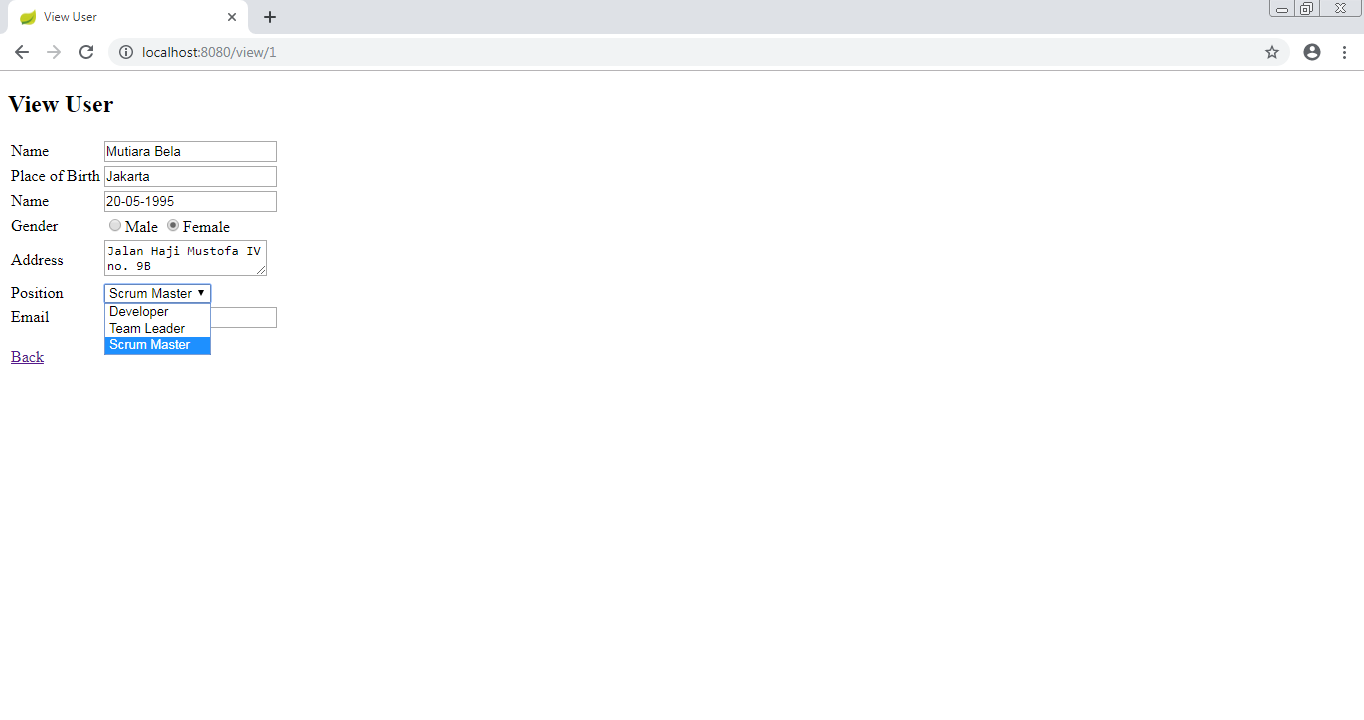 View User
localhost:8080/view/1
View User
Name Mutiara Bela
Place of Birth Jakarta
Name 20-05-1995
Gender Male Female
Address Jalan Haji Mustofa IV
no. 9B
Position Scrum Master
Developer
Email
Team Leader
Scrum Master
Back